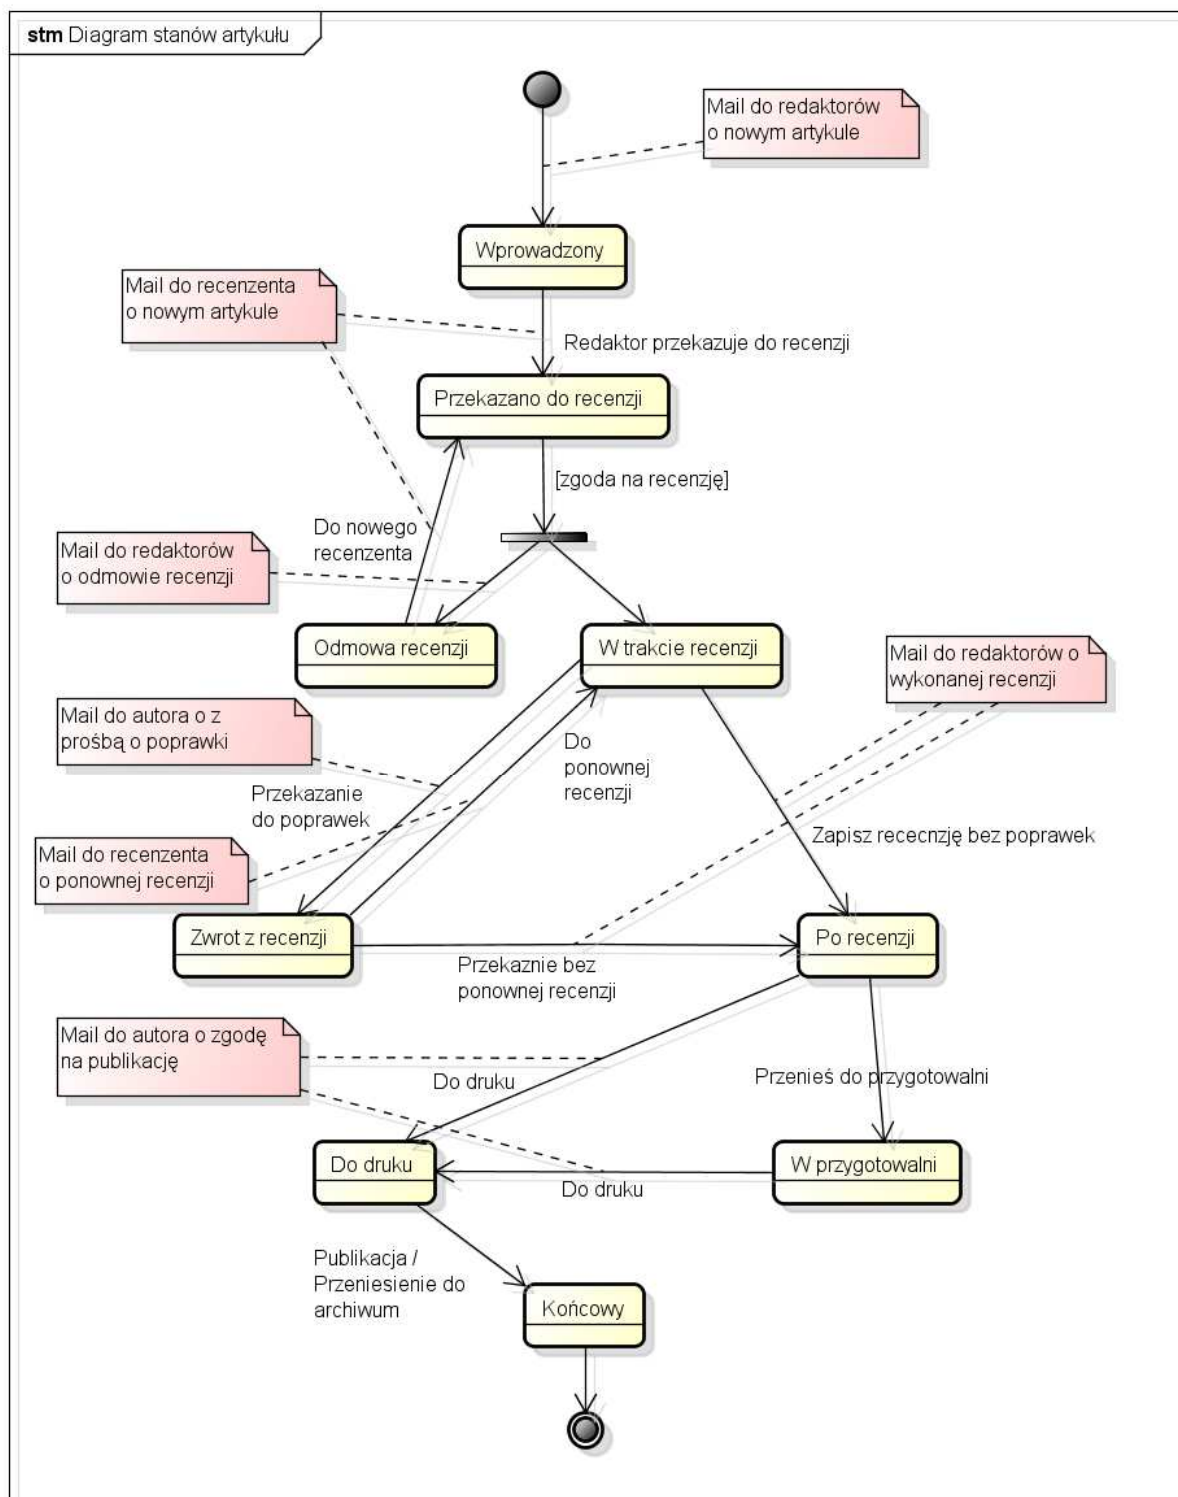 stm Diagram stanów artykułu
Mail do redaktorów
o nowym artykule
Wprowadzony
Mail do recenzenta
o nowym artykule
Redaktor przekazuje do recenzji
Przekazano do recenzji
[zgoda na recenzję]
Do nowego
recenzenta
Mail do redaktorów
o odmowie recenzji
Odmowa recenzji
W trakcie recenzji
Mail do redaktorów o
wykonanej recenzji
Mail do autora o z
prośbą o poprawki
Do
ponownej
recenzji
Przekazanie
do poprawek
Zapisz rececnzję bez poprawek
Mail do recenzenta
o ponownej recenzji
Zwrot z recenzji
Po recenzji
Przekaznie bez
ponownej recenzji
Mail do autora o zgodę
na publikację
Do druku
Przenieś do przygotowalni
Do druku
W przygotowalni
Do druku
Publikacja /
Przeniesienie do
archiwum
Końcowy